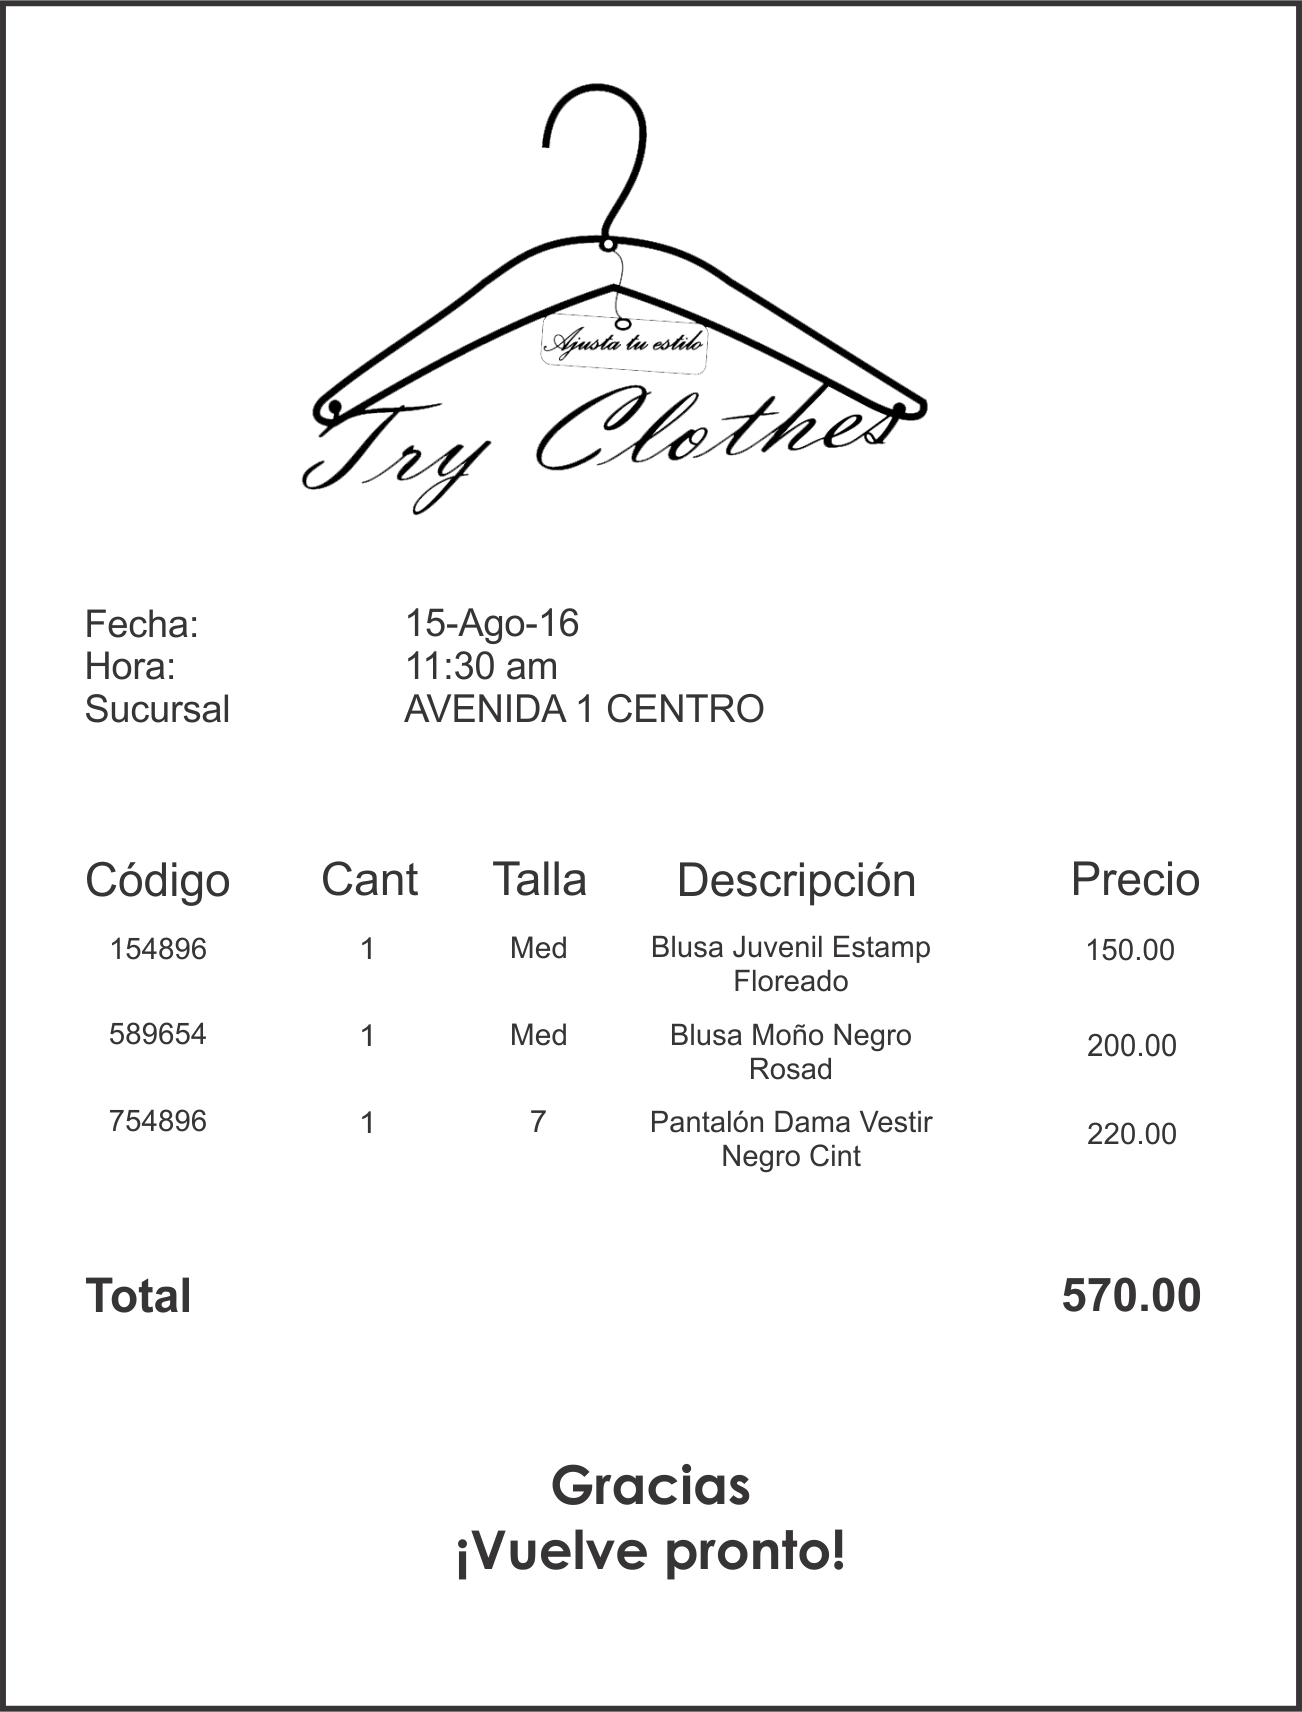 Ajusta tu estilo
Try Clothes
Fecha: 15-Ago-16
Hora: 11:30 am
Sucursal AVENIDA 1 CENTRO
Código Cant Talla Descripción Precio
154896 1 Med Blusa Juvenil Estamp 150.00
Floreado
589654 1 Med Blusa Moño Negro 200.00
Rosad
754896 1 7 Pantalón Dama Vestir 220.00
Negro Cint
Total 570.00
Gracias
¡Vuelve pronto!